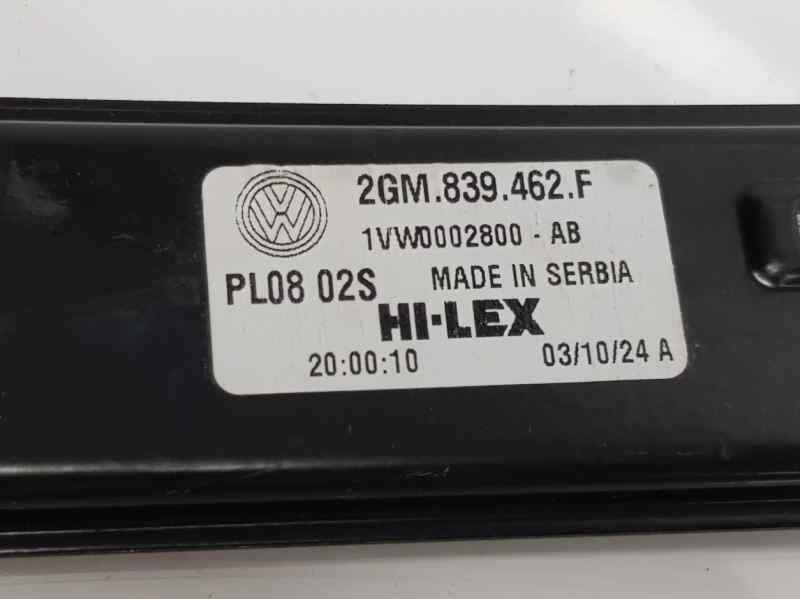 2GM.839.462.F
1VW0002800 - AB
PL08 02S MADE IN SERBIA
HI-LEX
20:00:10 03/10/24 A